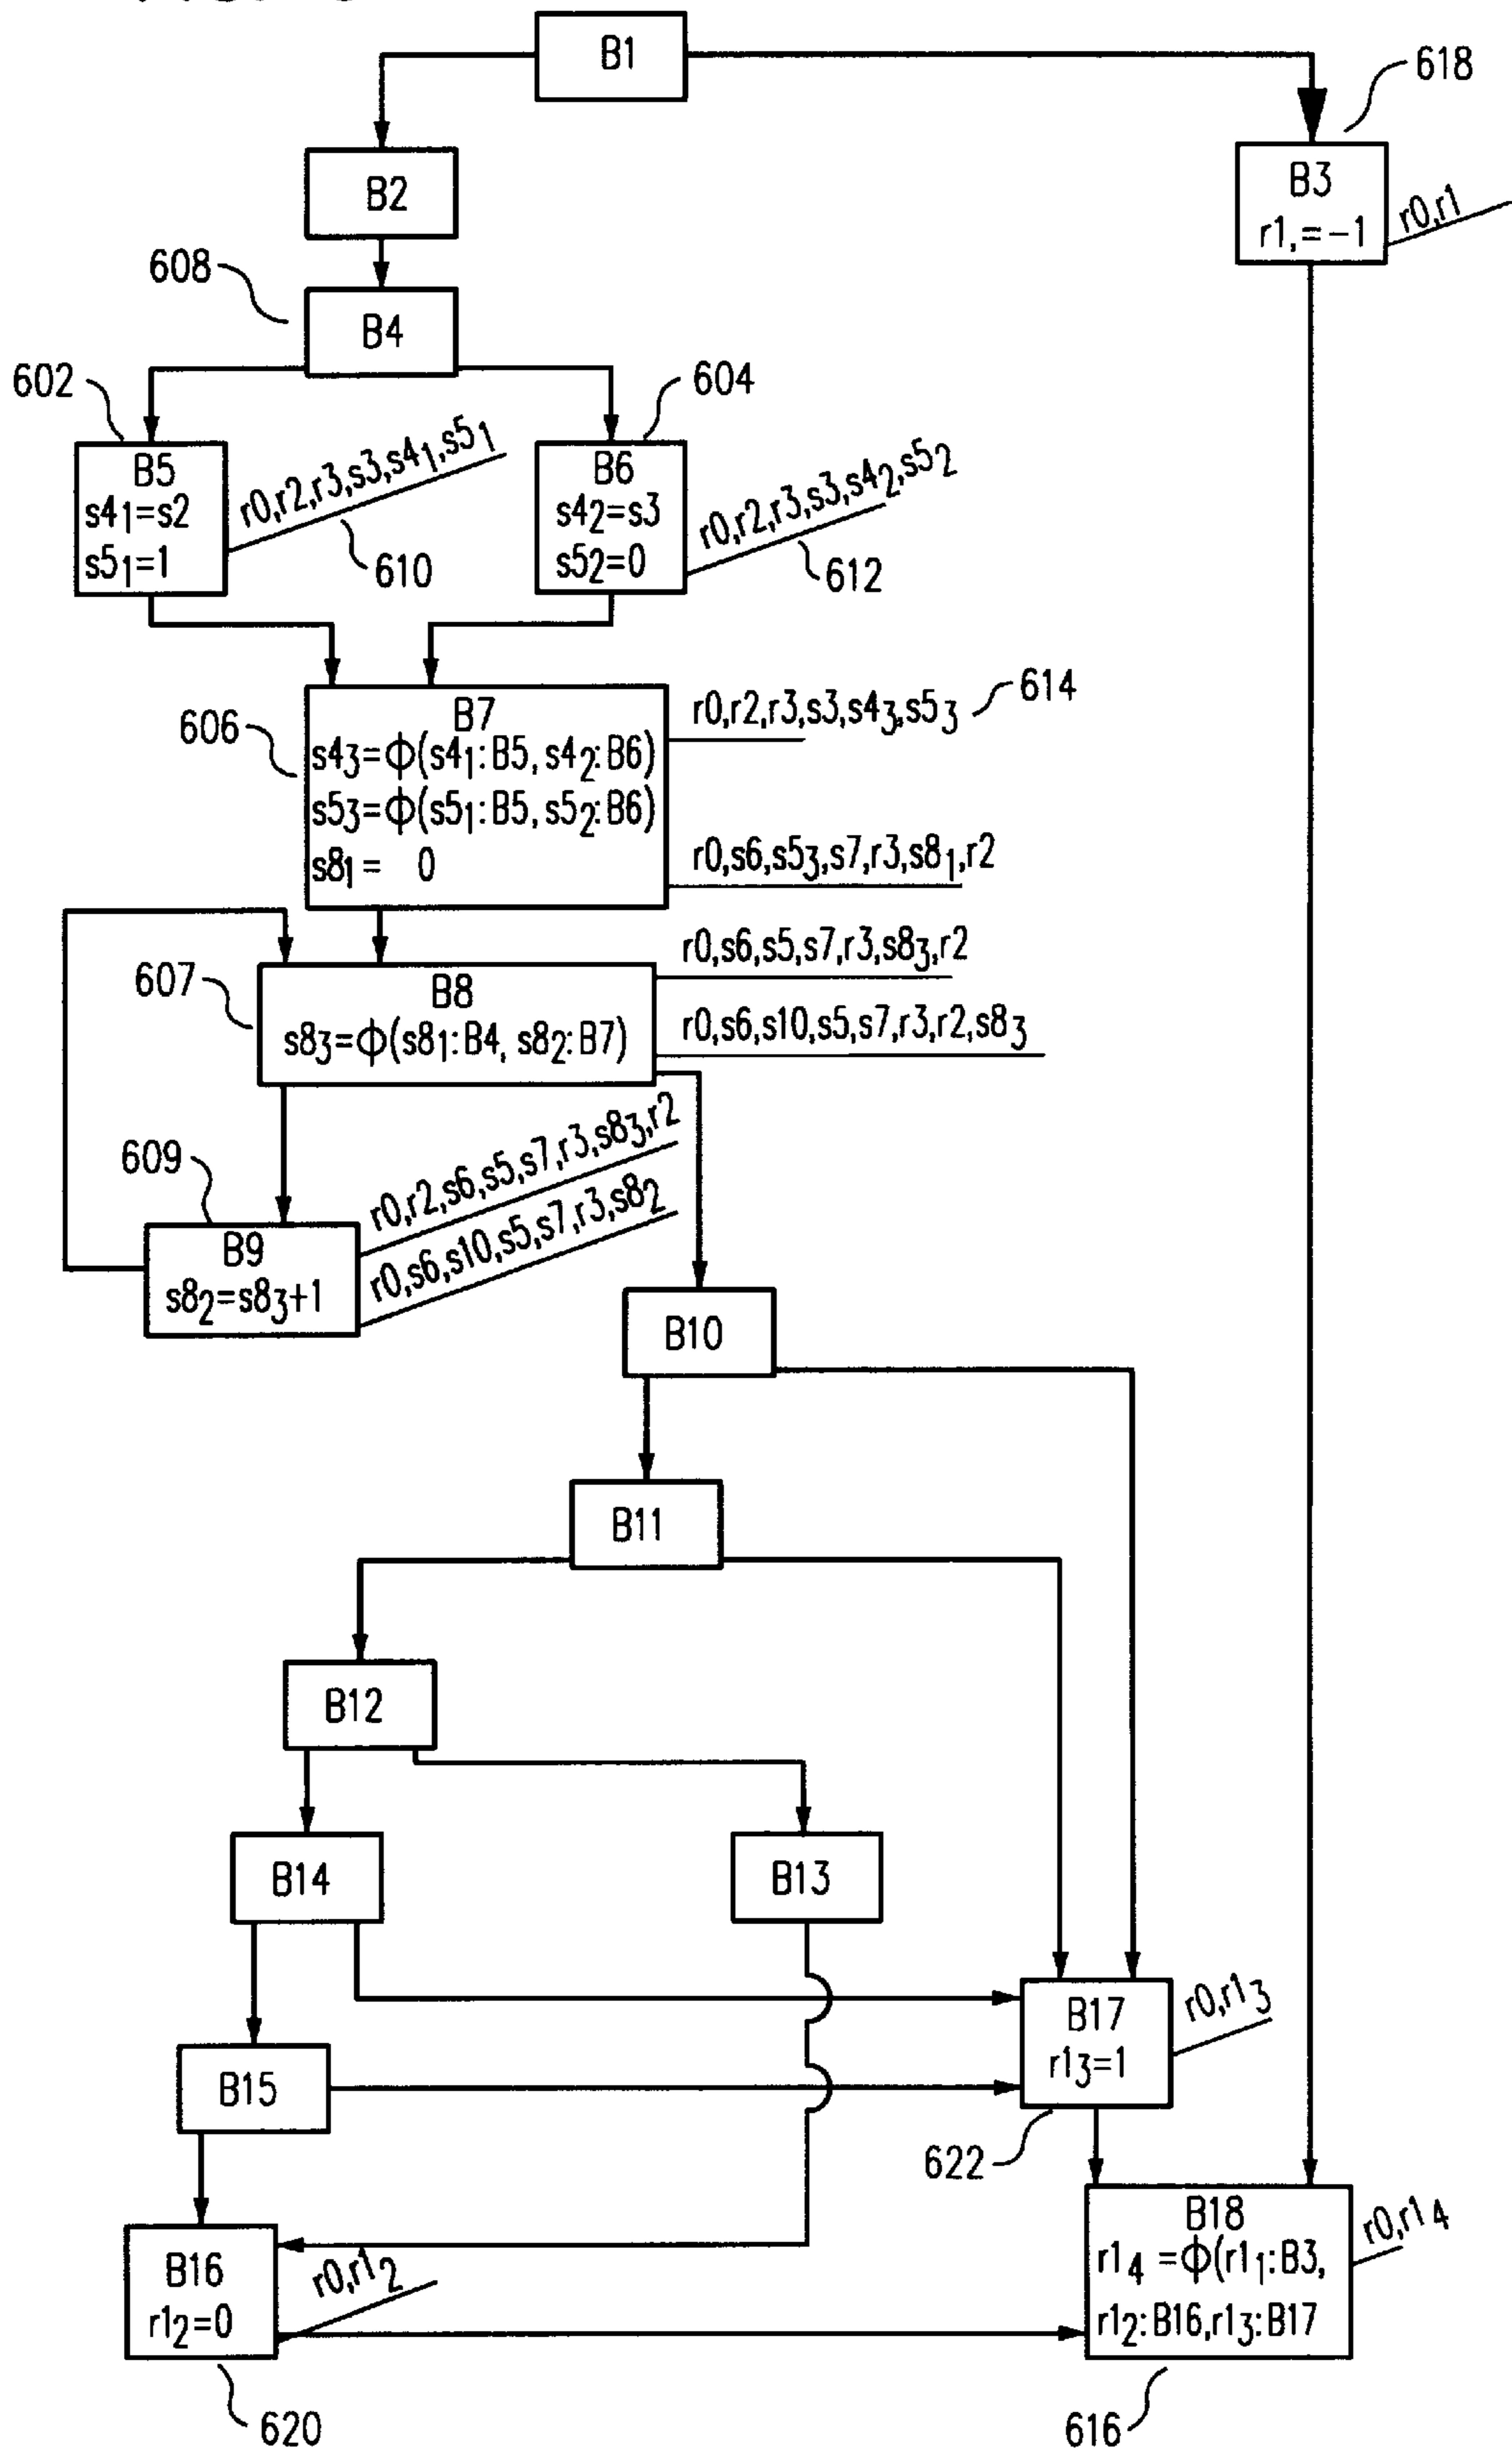 B1
618
B2
B3
r1,=-1
r0,r1
608
B4
602
604
B5
s4₁=s2
s5₁=1
r0,r2,r3,s3,s4₁,s5₁
610
B6
s4₂=s3
s5₂=0
r0,r2,r3,s3,s4₂,s5₂
612
606
B7
s4₃=ϕ(s4₁:B5, s4₂:B6)
s5₃=ϕ(s5₁:B5, s5₂:B6)
s8₁= 0
r0,r2,r3,s3,s4₃,s5₃
614
r0,s6,s5₃,s7,r3,s8₁,r2
607
B8
s8₃=ϕ(s8₁:B4, s8₂:B7)
r0,s6,s5,s7,r3,s8₃,r2
r0,s6,s10,s5,s7,r3,r2,s8₃
609
B9
s8₂=s8₃+1
r0,r2,s6,s5,s7,r3,s8₃,r2
r0,s6,s10,s5,s7,r3,s8₂
B10
B11
B12
B14
B13
B15
B17
r1₃=1
r0,r1₃
622
B16
r1₂=0
r0,r1₂
620
B18
r1₄ =ϕ(r1₁:B3,
r1₂:B16,r1₃:B17
r0,r1₄
616